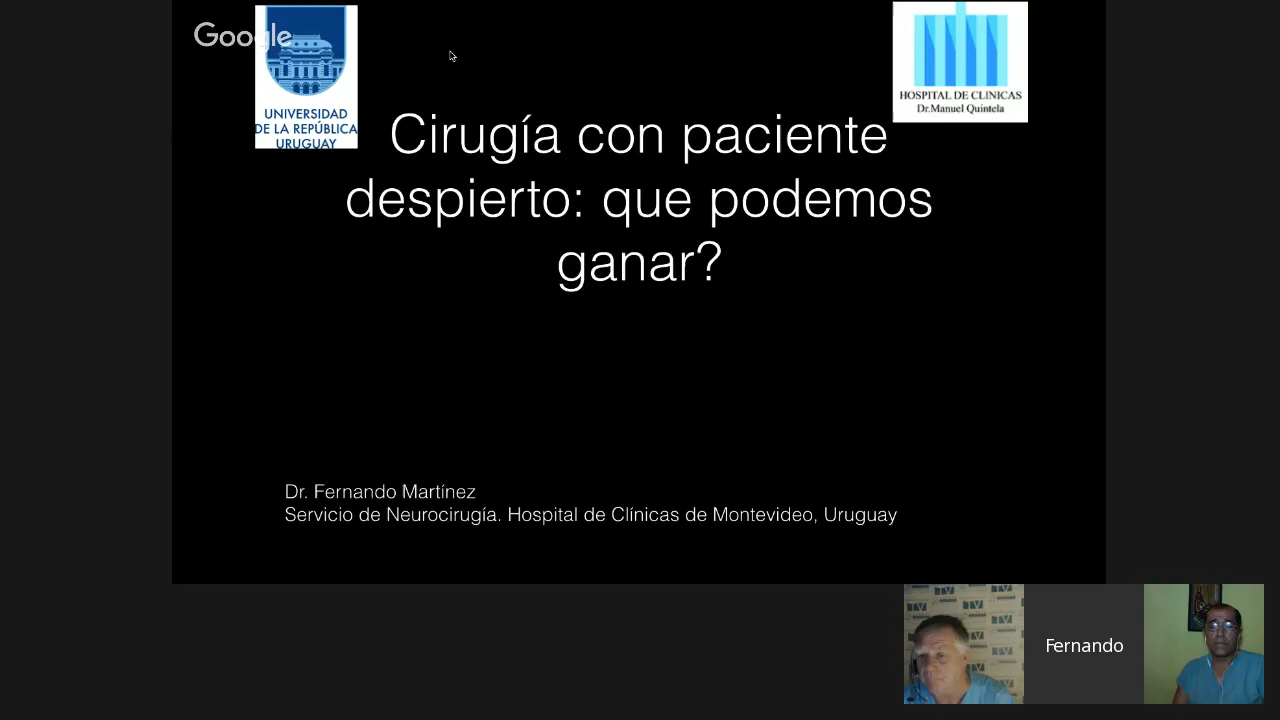 Google
UNIVERSIDAD
DE LA REPÚBLICA
URUGUAY
HOSPITAL DE CLINICAS
Dr.Manuel Quintela
Cirugía con paciente
despierto: que podemos
ganar?
Dr. Fernando Martínez
Servicio de Neurocirugía. Hospital de Clínicas de Montevideo, Uruguay
Fernando